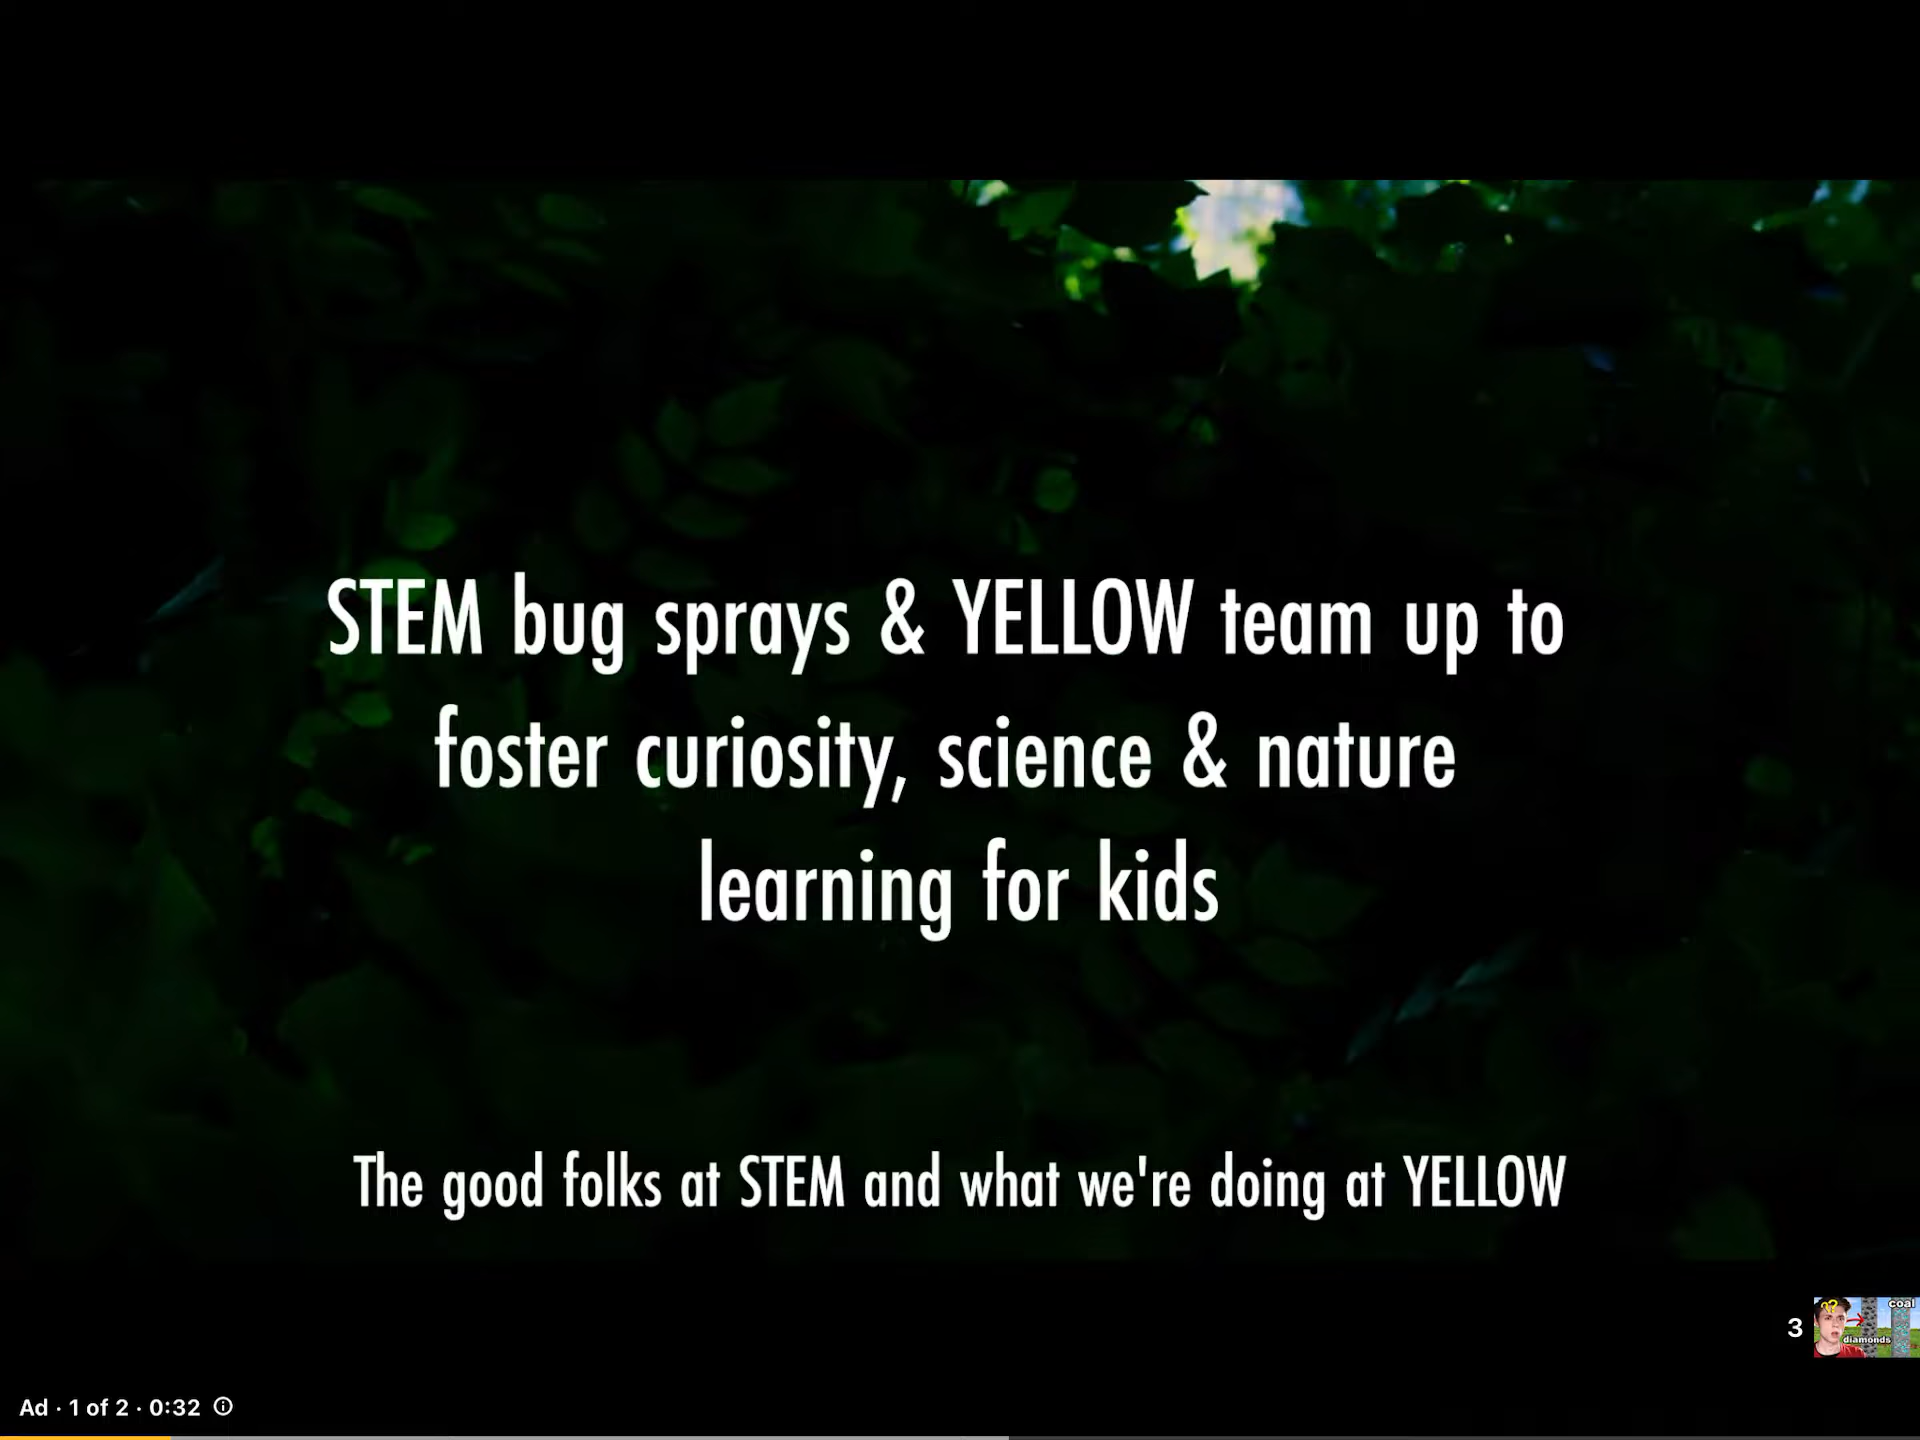 STEM bug sprays & YELLOW team up to
foster curiosity, science & nature
learning for kids
The good folks at STEM and what we're doing at YELLOW
3
??
coal
diamonds
Ad · 1 of 2 · 0:32